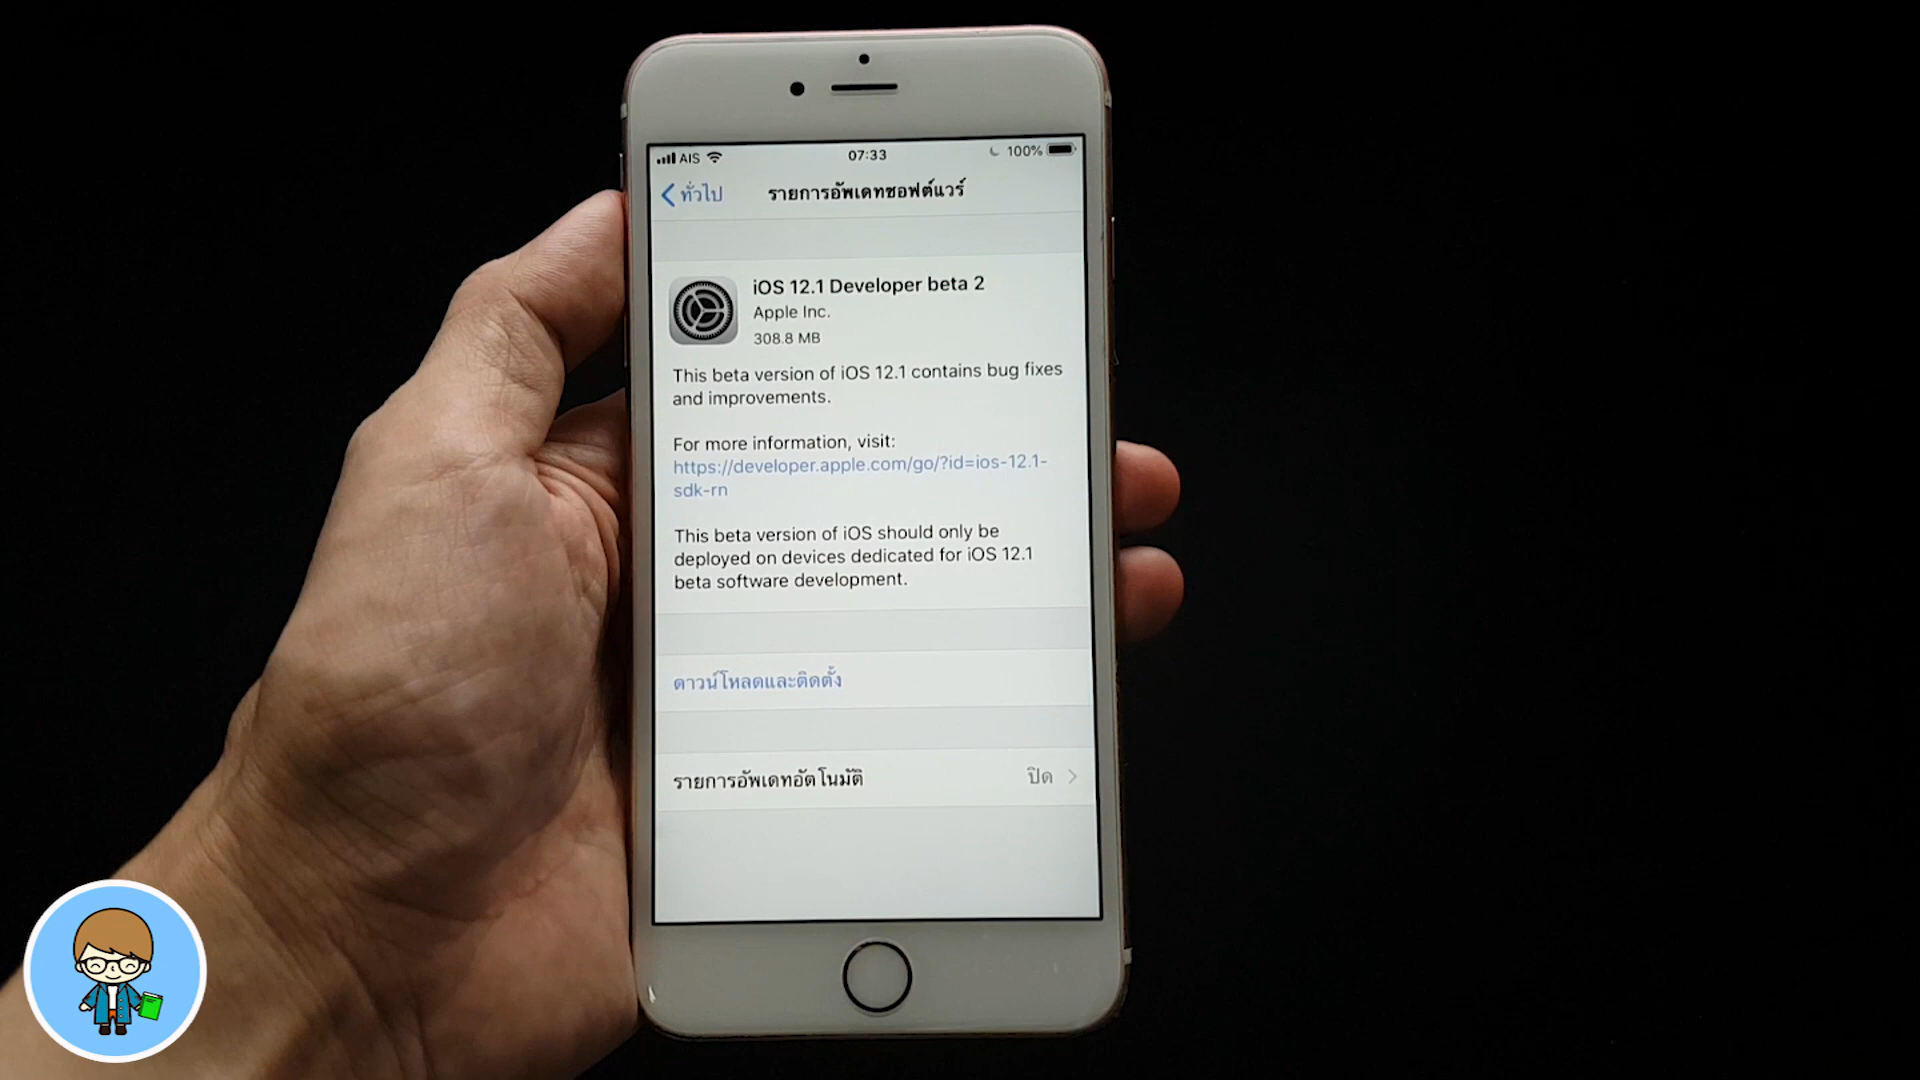 AIS 07:33 100%
ทั่วไป รายการอัพเดทซอฟต์แวร์
iOS 12.1 Developer beta 2
Apple Inc.
308.8 MB
This beta version of iOS 12.1 contains bug fixes
and improvements.
For more information, visit:
https://developer.apple.com/go/?id=ios-12.1-
sdk-rn
This beta version of iOS should only be
deployed on devices dedicated for iOS 12.1
beta software development.
ดาวน์โหลดและติดตั้ง
รายการอัพเดทอัตโนมัติ ปิด